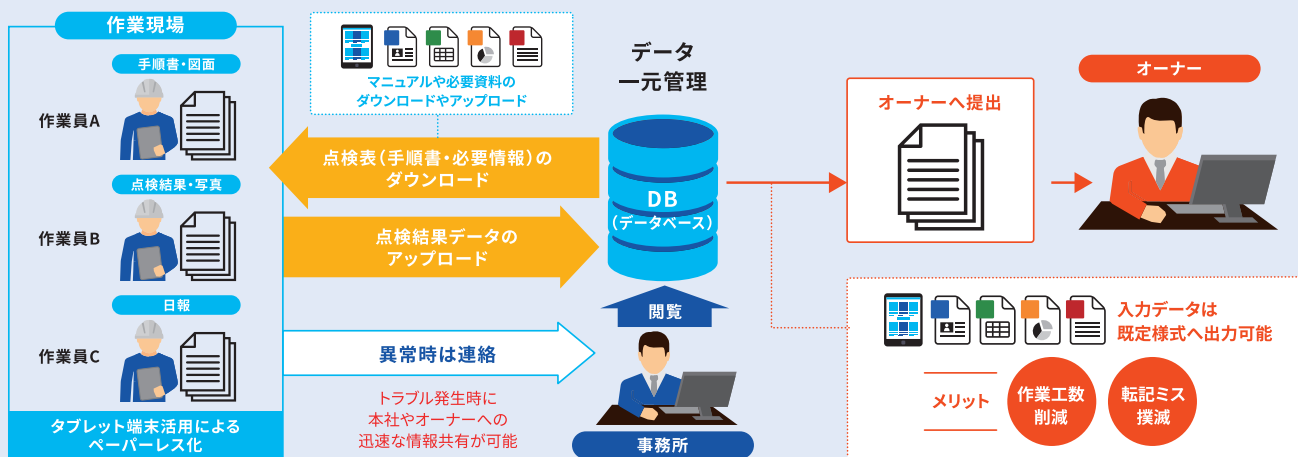 作業現場
手順書・図面
作業員A
点検結果・写真
作業員B
日報
作業員C
タブレット端末活用による
ペーパーレス化
マニュアルや必要資料の
ダウンロードやアップロード
点検表（手順書・必要情報）の
ダウンロード
点検結果データの
アップロード
異常時は連絡
トラブル発生時に
本社やオーナーへの
迅速な情報共有が可能
データ
一元管理
DB
（データベース）
閲覧
事務所
オーナーへ提出
オーナー
入力データは
既定様式へ出力可能
メリット
作業工数
削減
転記ミス
撲滅